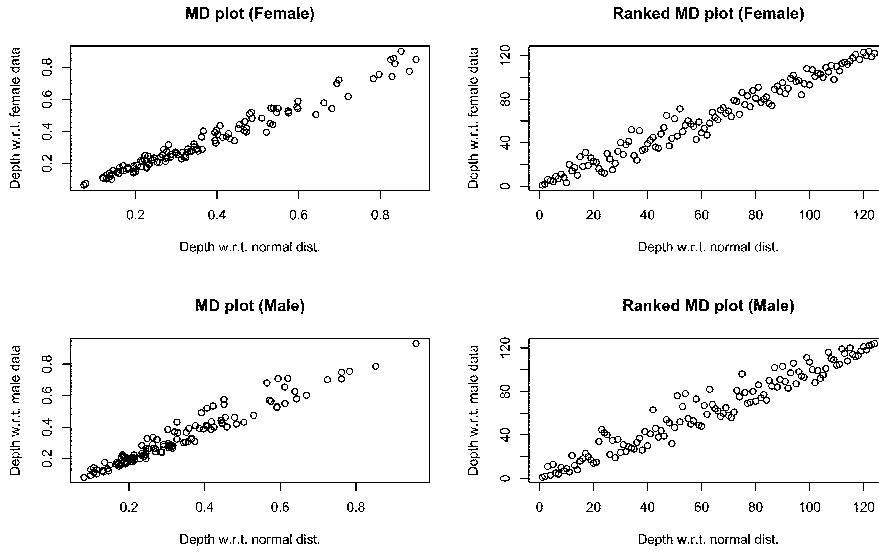 MD plot (Female)
Depth w.r.t. female data
0.2 0.4 0.6 0.8
0.2 0.4 0.6 0.8
Depth w.r.t. normal dist.
Ranked MD plot (Female)
Depth w.r.t. female data
0 40 80 120
0 20 40 60 80 100 120
Depth w.r.t. normal dist.
MD plot (Male)
Depth w.r.t. male data
0.2 0.4 0.6 0.8
0.2 0.4 0.6 0.8
Depth w.r.t. normal dist.
Ranked MD plot (Male)
Depth w.r.t. male data
0 40 80 120
0 20 40 60 80 100 120
Depth w.r.t. normal dist.